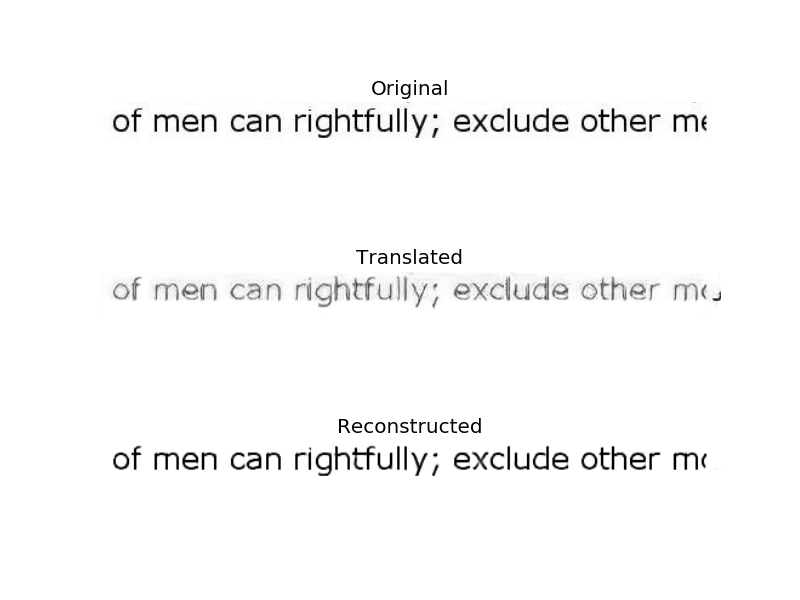 Original
of men can rightfully; exclude other
Translated
of men can rightfully; exclude other
Reconstructed
of men can rightfully; exclude other